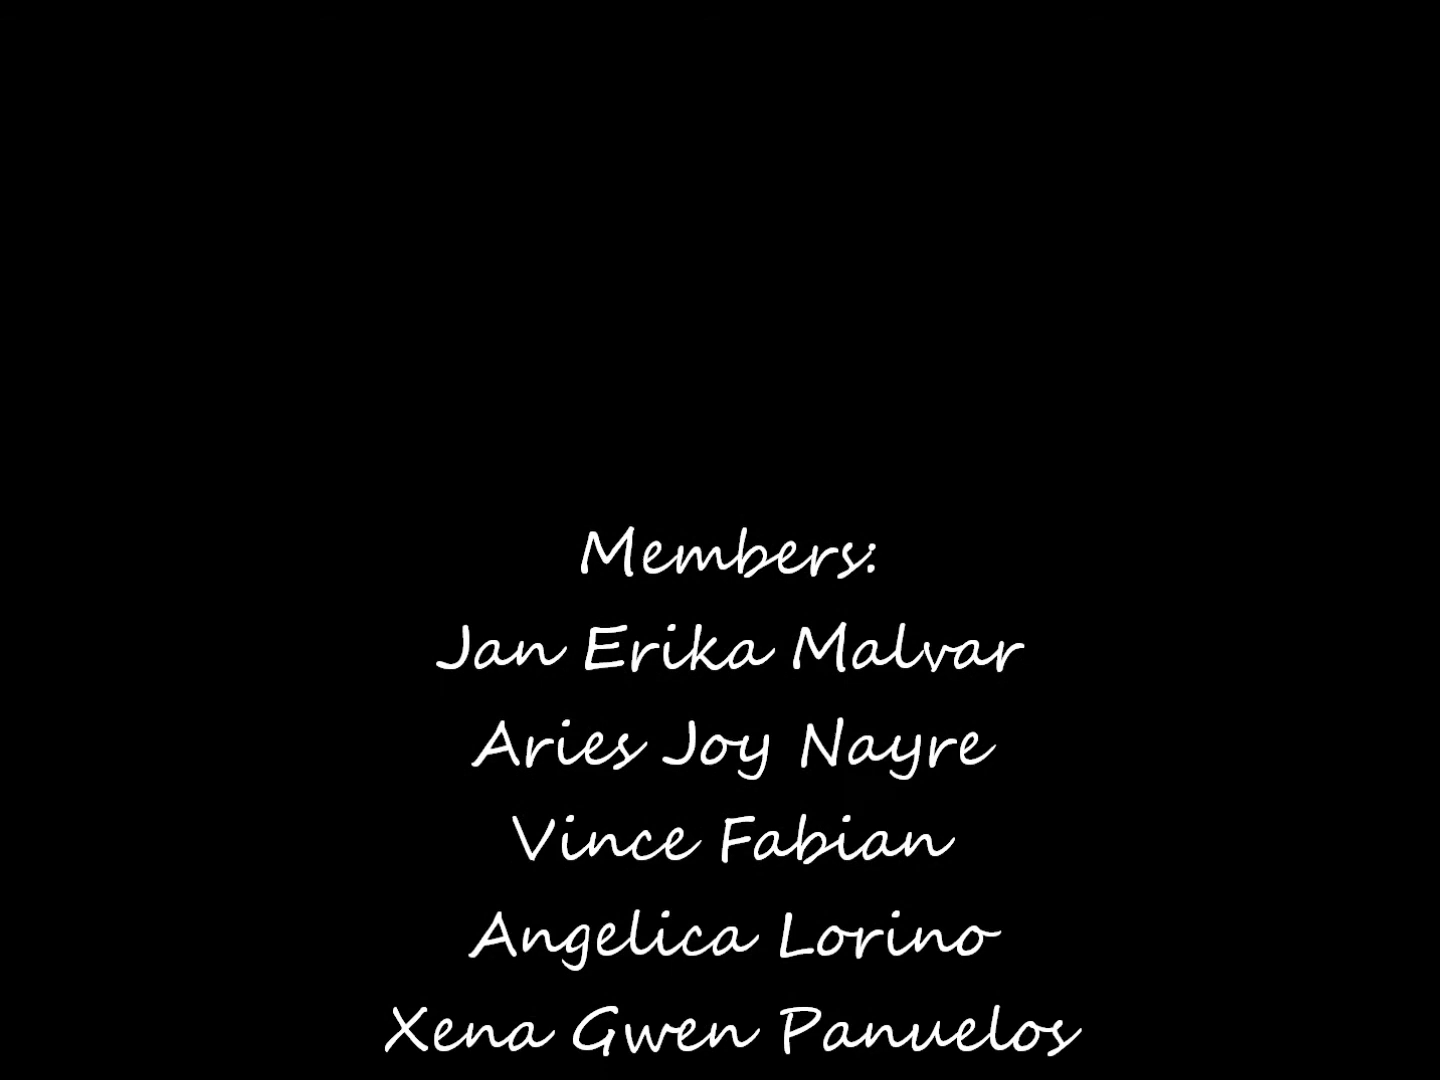 Members:
Jan Erika Malvar
Aries Joy Nayre
Vince Fabian
Angelica Lorino
Xena Gwen Panuelos